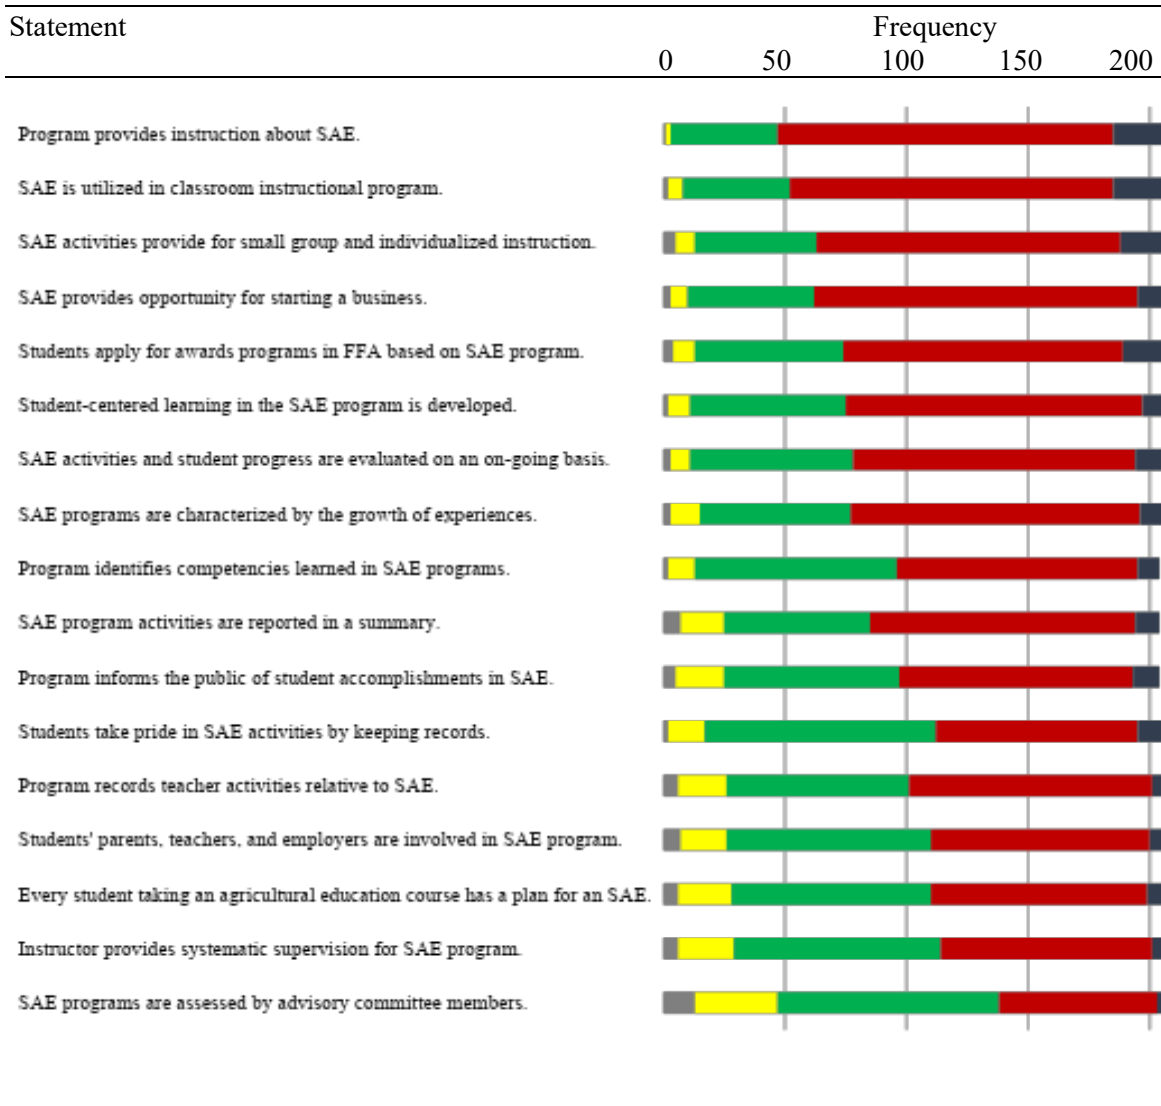 Statement Frequency
0 50 100 150 200
Program provides instruction about SAE.
SAE is utilized in classroom instructional program.
SAE activities provide for small group and individualized instruction.
SAE provides opportunity for starting a business.
Students apply for awards programs in FFA based on SAE program.
Student-centered learning in the SAE program is developed.
SAE activities and student progress are evaluated on an on-going basis.
SAE programs are characterized by the growth of experiences.
Program identifies competencies learned in SAE programs.
SAE program activities are reported in a summary.
Program informs the public of student accomplishments in SAE.
Students take pride in SAE activities by keeping records.
Program records teacher activities relative to SAE.
Students' parents, teachers, and employers are involved in SAE program.
Every student taking an agricultural education course has a plan for an SAE.
Instructor provides systematic supervision for SAE program.
SAE programs are assessed by advisory committee members.